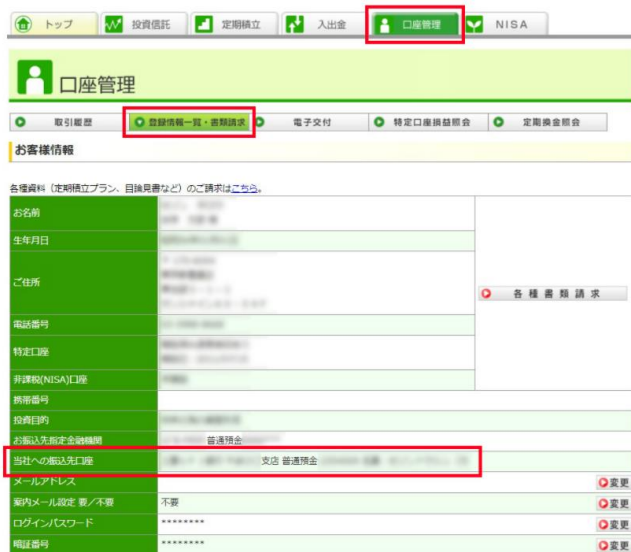 トップ 投資信託 定期積立 入出金 口座管理 NISA
口座管理
取引履歴 登録情報一覧・書類請求 電子交付 特定口座損益照会 定期換金照会
お客様情報
各種資料（定期積立プラン、目論見書など）のご請求はこちら。
お名前
生年月日
ご住所
各種書類請求
電話番号
特定口座
非課税(NISA)口座
携帯番号
投資目的
お振込先指定金融機関 普通預金
当社への振込先口座 支店 普通預金
メールアドレス 変更
案内メール設定 要／不要 不要 変更
ログインパスワード ******** 変更
暗証番号 ******** 変更